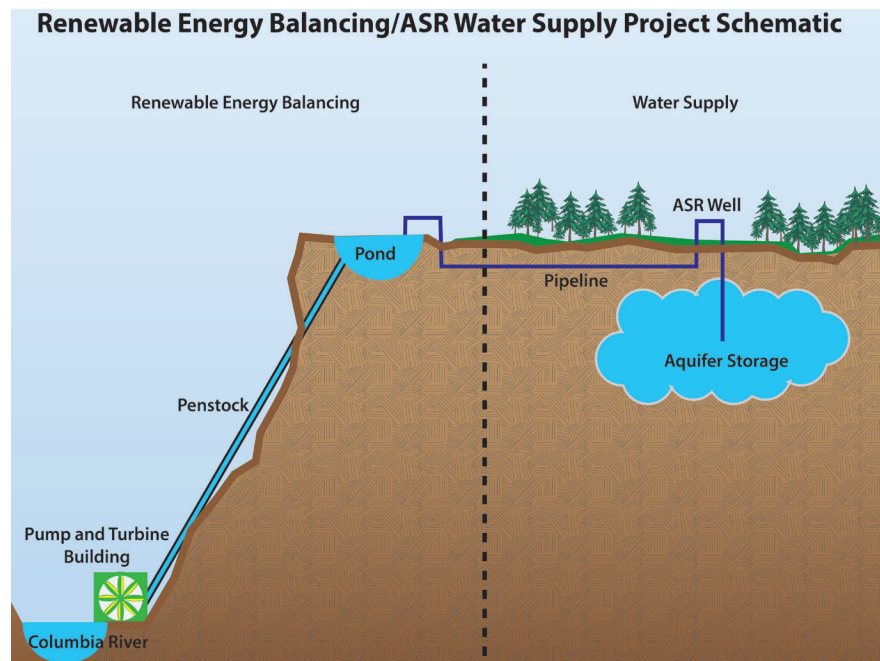 Renewable Energy Balancing/ASR Water Supply Project Schematic
Renewable Energy Balancing
Water Supply
ASR Well
Pond
Pipeline
Aquifer Storage
Penstock
Pump and Turbine
Building
Columbia River